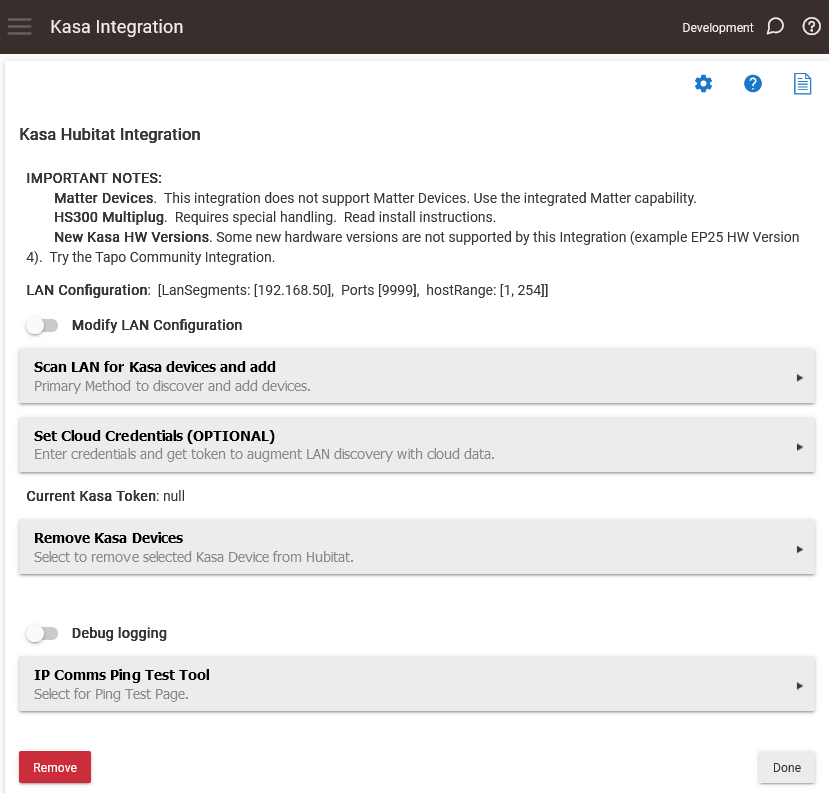 Kasa Integration
Development
Kasa Hubitat Integration
IMPORTANT NOTES:
Matter Devices.  This integration does not support Matter Devices. Use the integrated Matter capability.
HS300 Multiplug.  Requires special handling.  Read install instructions.
New Kasa HW Versions. Some new hardware versions are not supported by this Integration (example EP25 HW Version
4).  Try the Tapo Community Integration.
LAN Configuration:  [LanSegments: [192.168.50],  Ports [9999],  hostRange: [1, 254]]
Modify LAN Configuration
Scan LAN for Kasa devices and add
Primary Method to discover and add devices.
Set Cloud Credentials (OPTIONAL)
Enter credentials and get token to augment LAN discovery with cloud data.
Current Kasa Token: null
Remove Kasa Devices
Select to remove selected Kasa Device from Hubitat.
Debug logging
IP Comms Ping Test Tool
Select for Ping Test Page.
Remove
Done